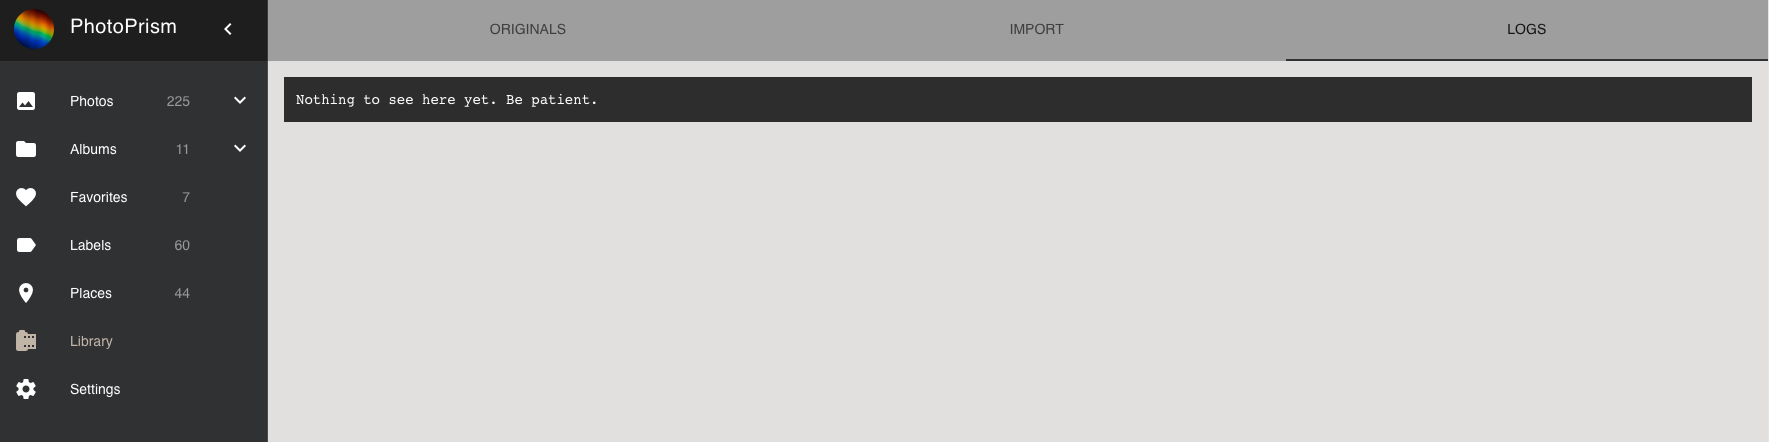 PhotoPrism
ORIGINALS
IMPORT
LOGS
Photos 225
Albums 11
Favorites 7
Labels 60
Places 44
Library
Settings
Nothing to see here yet. Be patient.